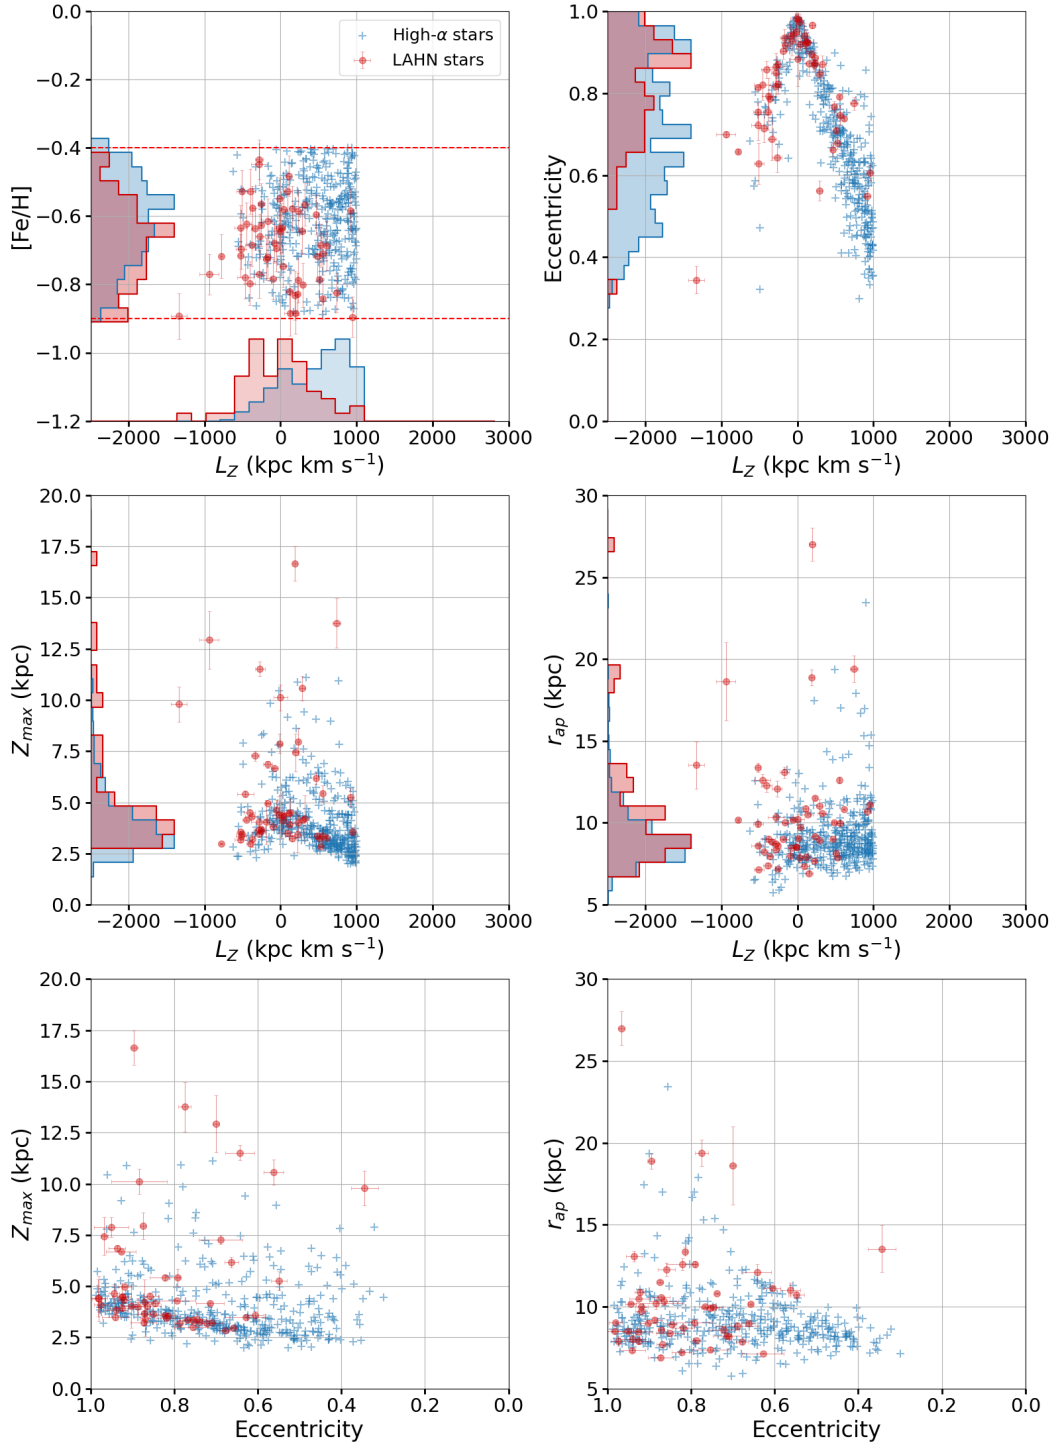 0.0
−0.2
−0.4
−0.6
−0.8
−1.0
−1.2
[Fe/H]
High-α stars
LAHN stars
−2000 −1000 0 1000 2000 3000
L_Z (kpc km s⁻¹)
1.0
0.8
0.6
0.4
0.2
0.0
Eccentricity
−2000 −1000 0 1000 2000 3000
L_Z (kpc km s⁻¹)
20.0
17.5
15.0
12.5
10.0
7.5
5.0
2.5
0.0
Z_max (kpc)
−2000 −1000 0 1000 2000 3000
L_Z (kpc km s⁻¹)
30
25
20
15
10
5
r_ap (kpc)
−2000 −1000 0 1000 2000 3000
L_Z (kpc km s⁻¹)
20.0
17.5
15.0
12.5
10.0
7.5
5.0
2.5
0.0
Z_max (kpc)
1.0 0.8 0.6 0.4 0.2 0.0
Eccentricity
30
25
20
15
10
5
r_ap (kpc)
1.0 0.8 0.6 0.4 0.2 0.0
Eccentricity